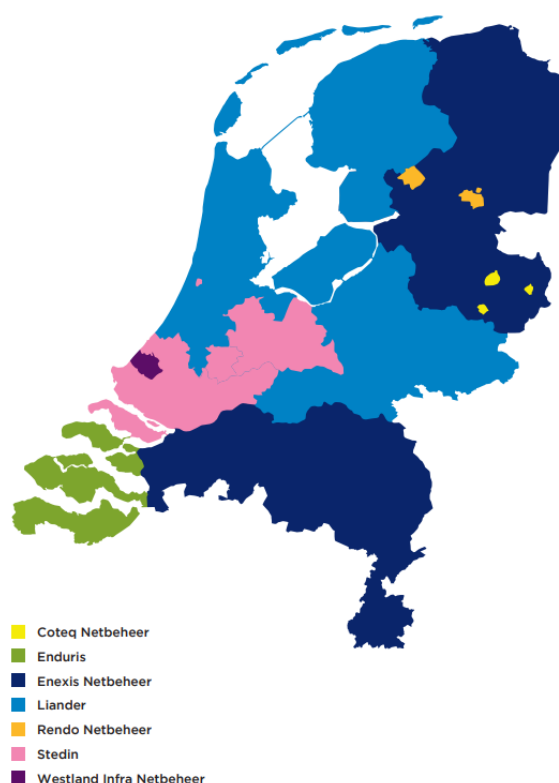 Coteq Netbeheer
Enduris
Enexis Netbeheer
Liander
Rendo Netbeheer
Stedin
Westland Infra Netbeheer